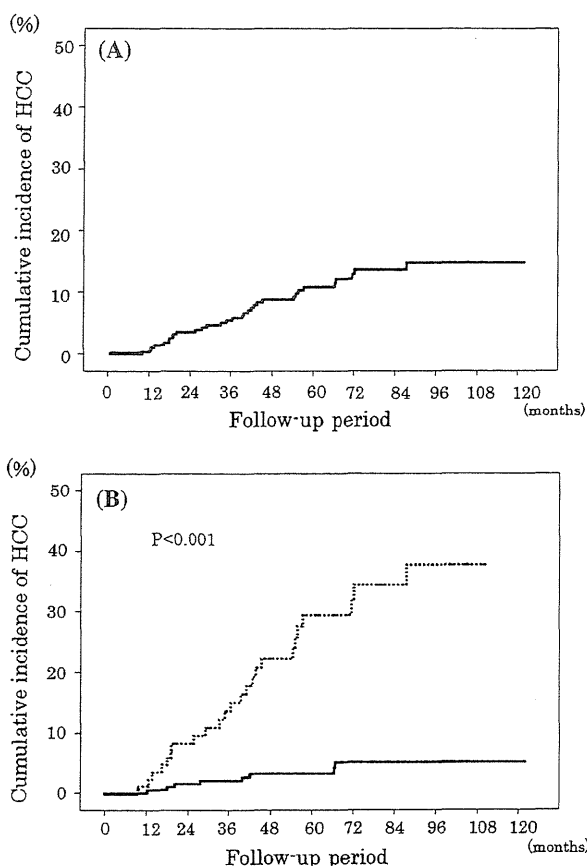 (%)
(A)
50
40
30
20
10
0
Cumulative incidence of HCC
0 12 24 36 48 60 72 84 96 108 120
(months)
Follow-up period
(%)
(B)
P<0.001
50
40
30
20
10
0
Cumulative incidence of HCC
0 12 24 36 48 60 72 84 96 108 120
(months)
Follow-up period